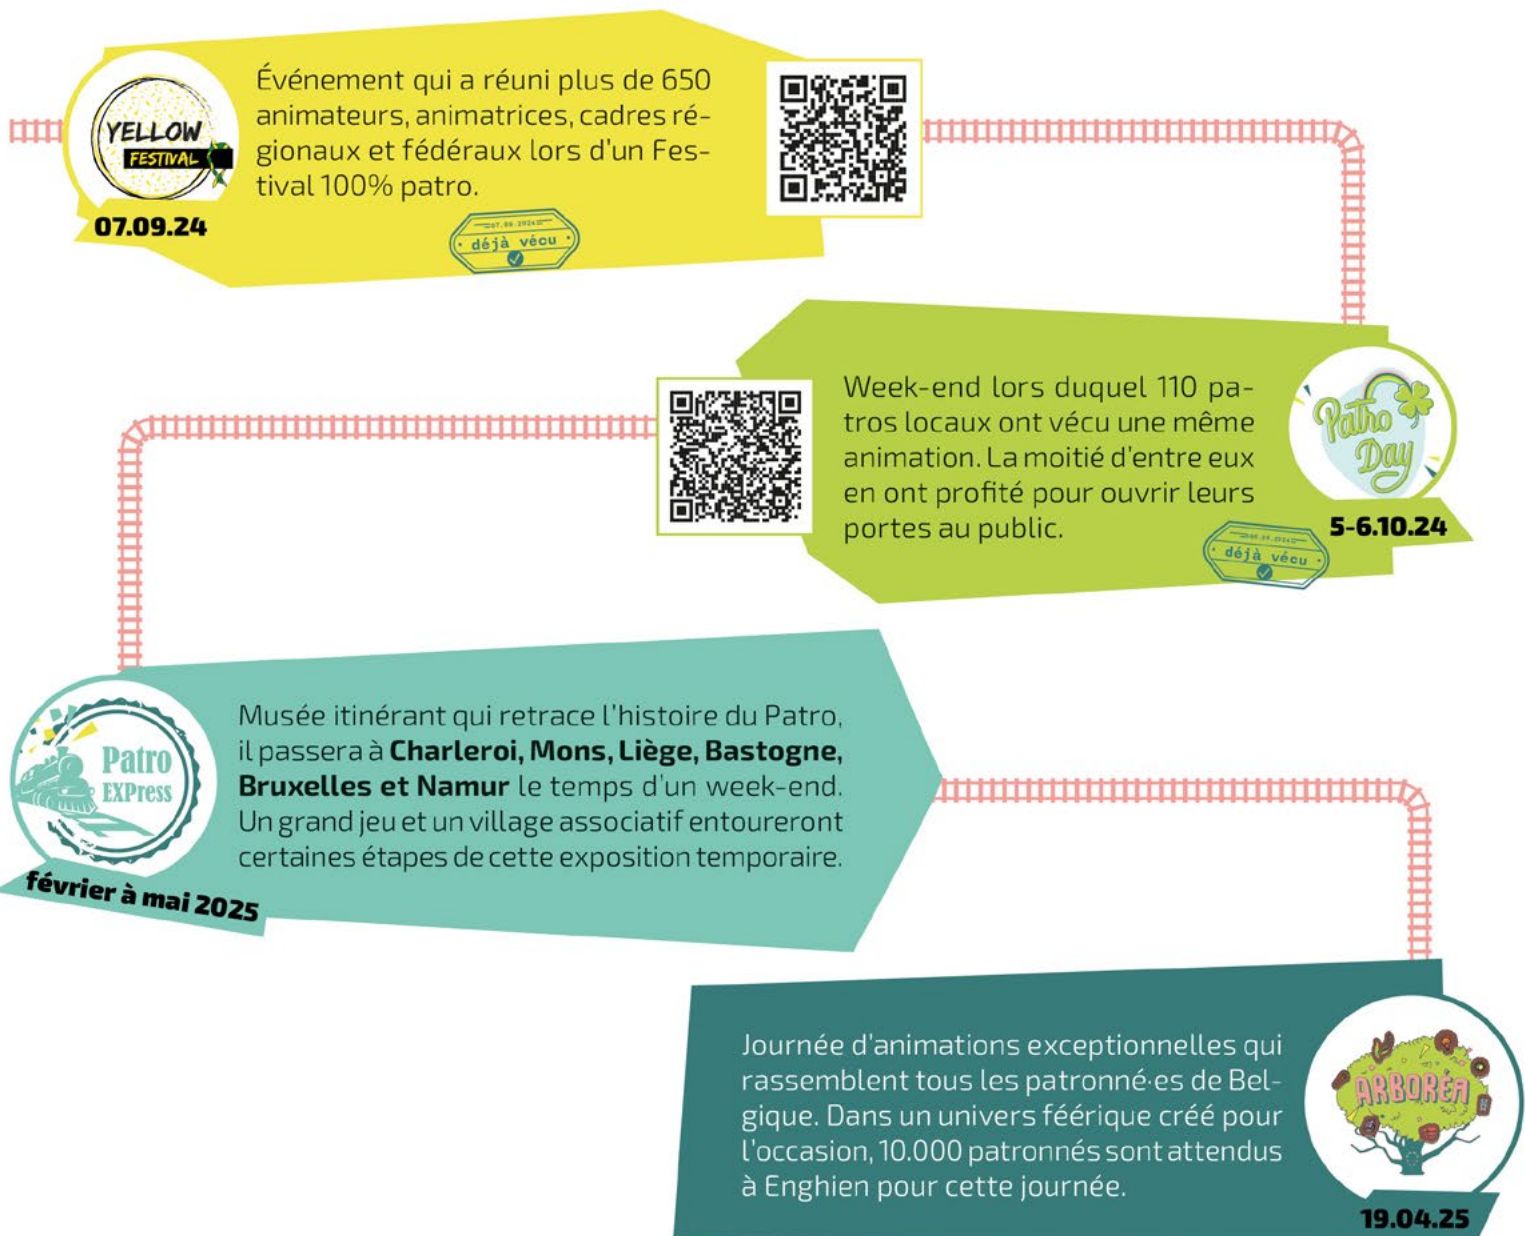 Événement qui a réuni plus de 650
animateurs, animatrices, cadres ré-
gionaux et fédéraux lors d'un Fes-
tival 100% patro.
YELLOW
FESTIVAL
07.09.24
déjà vécu
Week-end lors duquel 110 pa-
tros locaux ont vécu une même
animation. La moitié d'entre eux
en ont profité pour ouvrir leurs
portes au public.
Patro
Day
5-6.10.24
déjà vécu
Musée itinérant qui retrace l'histoire du Patro,
il passera à Charleroi, Mons, Liège, Bastogne,
Bruxelles et Namur le temps d'un week-end.
Un grand jeu et un village associatif entoureront
certaines étapes de cette exposition temporaire.
Patro
EXPress
février à mai 2025
Journée d'animations exceptionnelles qui
rassemblent tous les patronné·es de Bel-
gique. Dans un univers féérique créé pour
l'occasion, 10.000 patronnés sont attendus
à Enghien pour cette journée.
ARBORÉA
19.04.25